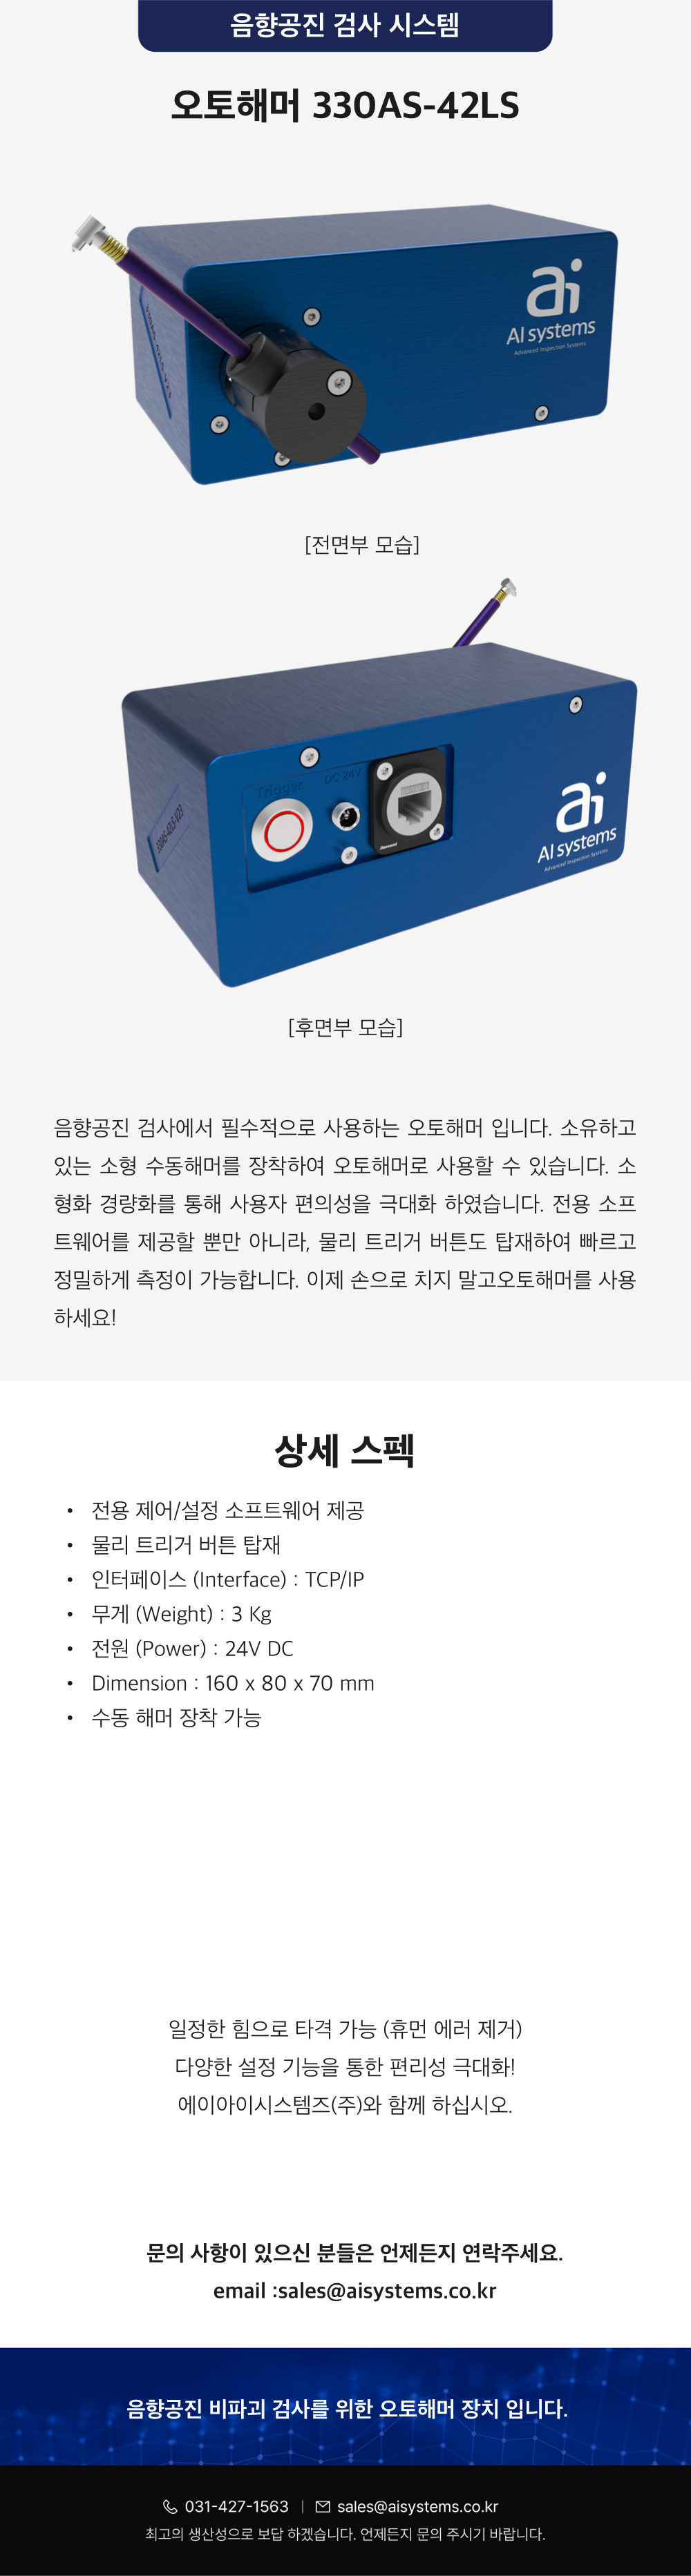 음향공진 검사 시스템
오토해머 330AS-42LS
ai
AI systems
Advanced Inspection Systems
[전면부 모습]
Trigger
DC 24V
ai
AI systems
Advanced Inspection Systems
[후면부 모습]
음향공진 검사에서 필수적으로 사용하는 오토해머 입니다. 소유하고
있는 소형 수동해머를 장착하여 오토해머로 사용할 수 있습니다. 소
형화 경량화를 통해 사용자 편의성을 극대화 하였습니다. 전용 소프
트웨어를 제공할 뿐만 아니라, 물리 트리거 버튼도 탑재하여 빠르고
정밀하게 측정이 가능합니다. 이제 손으로 치지 말고오토해머를 사용
하세요!
상세 스펙
• 전용 제어/설정 소프트웨어 제공
• 물리 트리거 버튼 탑재
• 인터페이스 (Interface) : TCP/IP
• 무게 (Weight) : 3 Kg
• 전원 (Power) : 24V DC
• Dimension : 160 x 80 x 70 mm
• 수동 해머 장착 가능
일정한 힘으로 타격 가능 (휴먼 에러 제거)
다양한 설정 기능을 통한 편리성 극대화!
에이아이시스템즈(주)와 함께 하십시오.
문의 사항이 있으신 분들은 언제든지 연락주세요.
email :sales@aisystems.co.kr
음향공진 비파괴 검사를 위한 오토해머 장치 입니다.
031-427-1563 | sales@aisystems.co.kr
최고의 생산성으로 보답 하겠습니다. 언제든지 문의 주시기 바랍니다.